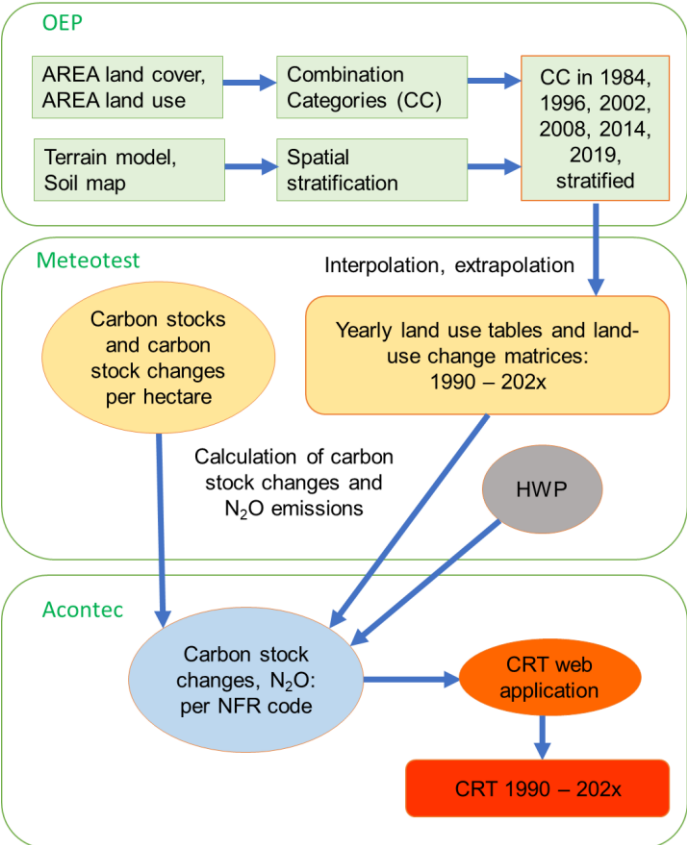 OEP
AREA land cover,
AREA land use
Combination
Categories (CC)
CC in 1984,
1996, 2002,
2008, 2014,
2019,
stratified
Terrain model,
Soil map
Spatial
stratification
Meteotest
Interpolation, extrapolation
Carbon stocks
and carbon
stock changes
per hectare
Yearly land use tables and land-
use change matrices:
1990 – 202x
Calculation of carbon
stock changes and
N₂O emissions
HWP
Acontec
Carbon stock
changes, N₂O:
per NFR code
CRT web
application
CRT 1990 – 202x